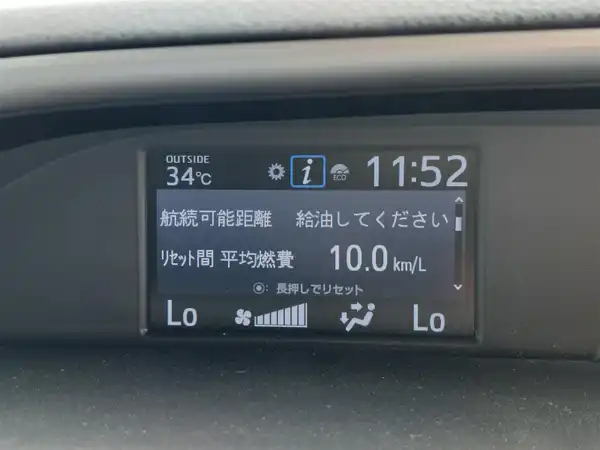 OUTSIDE
34℃ i ECO 11:52
航続可能距離 給油してください
ﾘｾｯﾄ間 平均燃費 10.0 km/L
◉: 長押しでリセット
Lo Lo